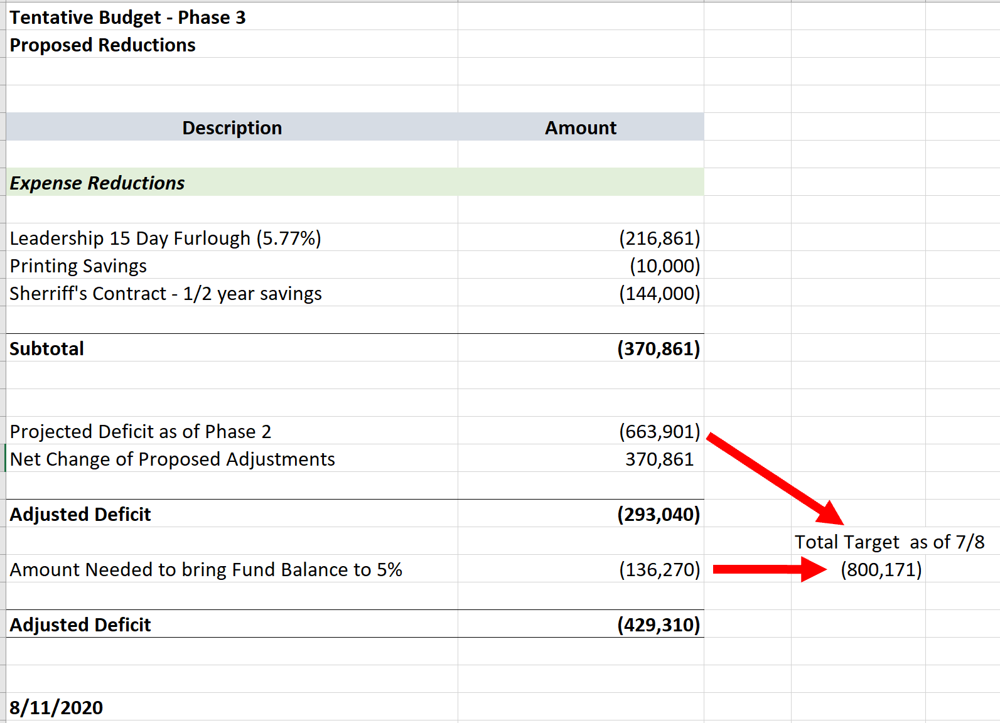 Tentative Budget - Phase 3
Proposed Reductions
Description Amount
Expense Reductions
Leadership 15 Day Furlough (5.77%) (216,861)
Printing Savings (10,000)
Sherriff's Contract - 1/2 year savings (144,000)
Subtotal (370,861)
Projected Deficit as of Phase 2 (663,901)
Net Change of Proposed Adjustments 370,861
Adjusted Deficit (293,040)
Total Target  as of 7/8
Amount Needed to bring Fund Balance to 5% (136,270) (800,171)
Adjusted Deficit (429,310)
8/11/2020